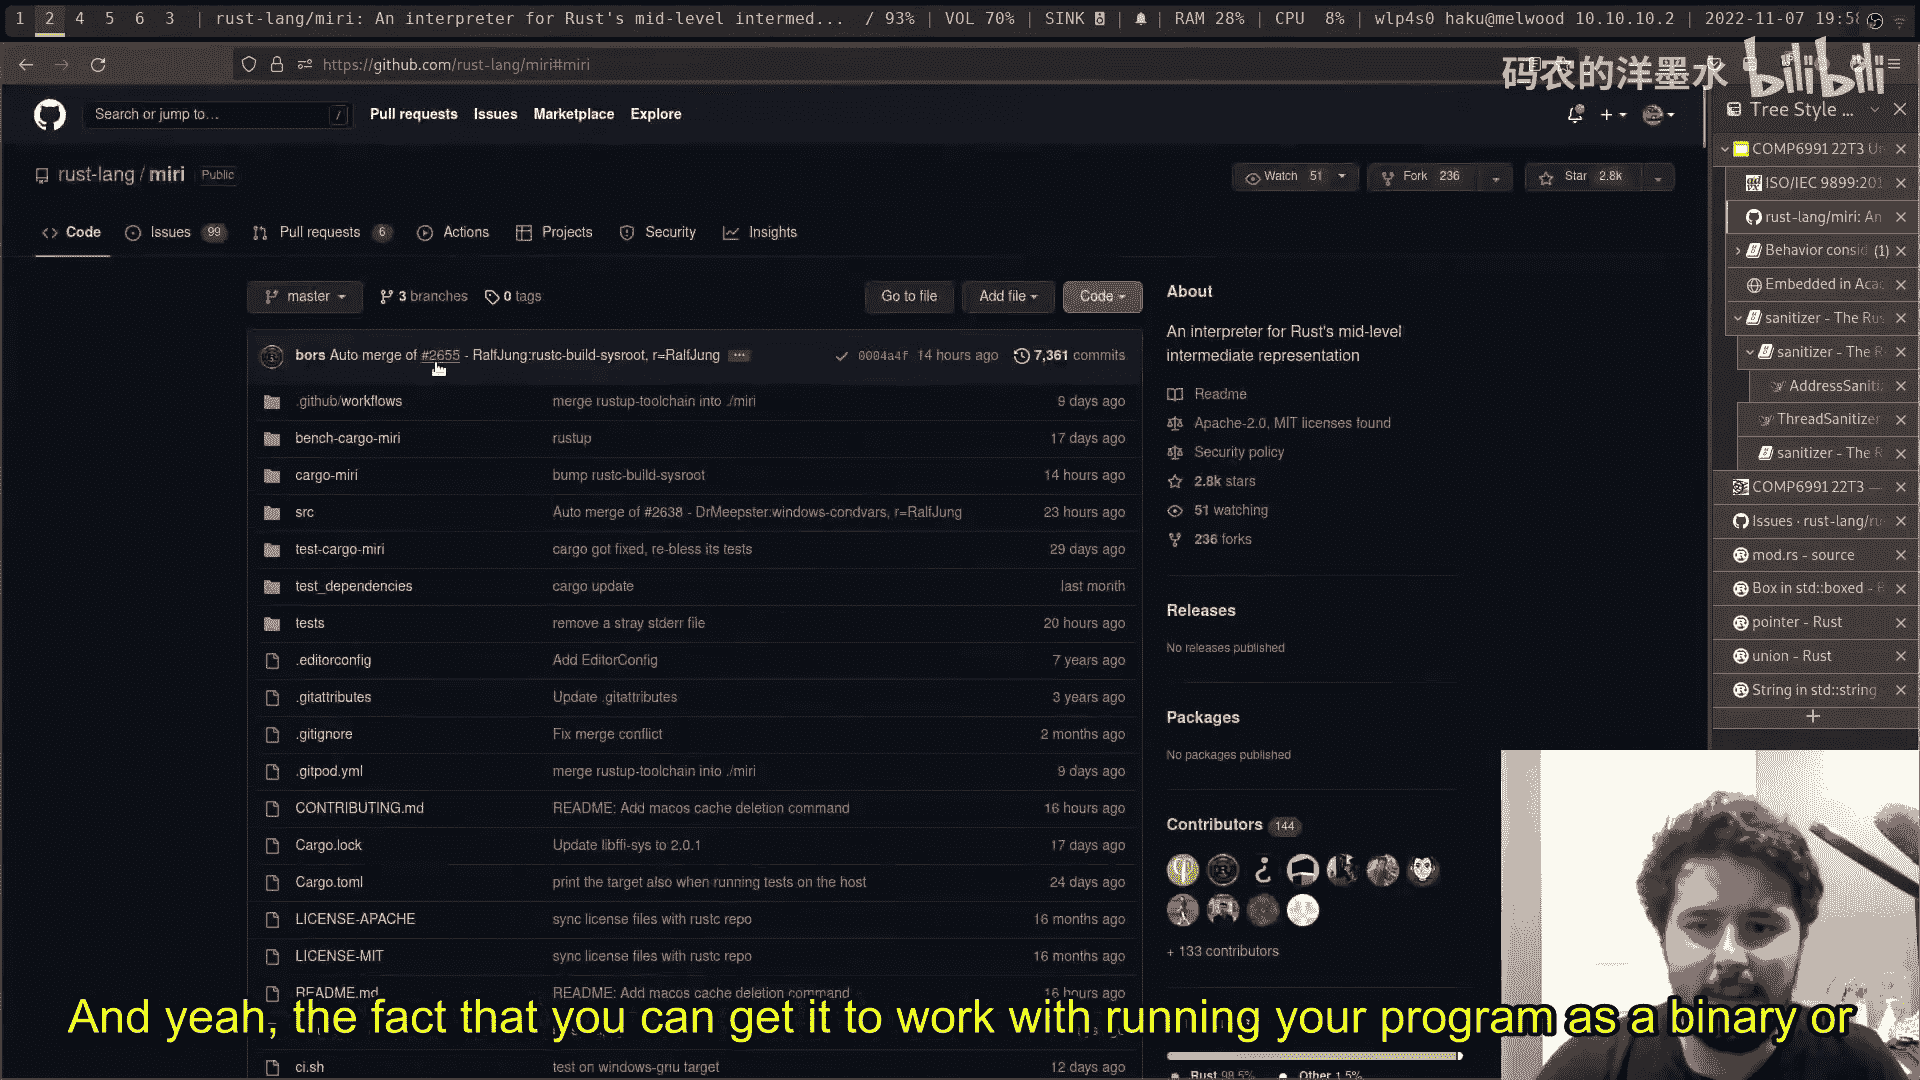 1 2 4 5 6 3 | rust-lang/miri: An interpreter for Rust's mid-level intermed... / 93% | VOL 70% | SINK | RAM 28% | CPU 8% | wlp4s0 haku@melwood 10.10.10.2 | 2022-11-07 19:58
https://github.com/rust-lang/miri#miri
码农的洋墨水 bilibili
Search or jump to… / Pull requests Issues Marketplace Explore
Tree Style ...
rust-lang / miri Public
Watch 51 Fork 236 Star 2.8k
Code Issues 99 Pull requests 6 Actions Projects Security Insights
master 3 branches 0 tags Go to file Add file Code
bors Auto merge of #2655 - RalfJung:rustc-build-sysroot, r=RalfJung ... 0004a4f 14 hours ago 7,361 commits
.github/workflows merge rustup-toolchain into ./miri 9 days ago
bench-cargo-miri rustup 17 days ago
cargo-miri bump rustc-build-sysroot 14 hours ago
src Auto merge of #2638 - DrMeepster:windows-condvars, r=RalfJung 23 hours ago
test-cargo-miri cargo got fixed, re-bless its tests 29 days ago
test_dependencies cargo update last month
tests remove a stray stderr file 20 hours ago
.editorconfig Add EditorConfig 7 years ago
.gitattributes Update .gitattributes 3 years ago
.gitignore Fix merge conflict 2 months ago
.gitpod.yml merge rustup-toolchain into ./miri 9 days ago
CONTRIBUTING.md README: Add macos cache deletion command 16 hours ago
Cargo.lock Update libffi-sys to 2.0.1 17 days ago
Cargo.toml print the target also when running tests on the host 24 days ago
LICENSE-APACHE sync license files with rustc repo 16 months ago
LICENSE-MIT sync license files with rustc repo 16 months ago
README.md README: Add macos cache deletion command 16 hours ago
ci.sh test on windows-gnu target 12 days ago
About
An interpreter for Rust's mid-level
intermediate representation
Readme
Apache-2.0, MIT licenses found
Security policy
2.8k stars
51 watching
236 forks
Releases
No releases published
Packages
No packages published
Contributors 144
+ 133 contributors
Rust 98.5% Other 1.5%
COMP6991 22T3 U
ISO/IEC 9899:201
rust-lang/miri: An
Behavior consid (1)
Embedded in Aca
sanitizer - The Rus
sanitizer - The R
AddressSaniti
ThreadSanitizer
sanitizer - The R
COMP6991 22T3 —
Issues · rust-lang/ru
mod.rs - source
Box in std::boxed - R
pointer - Rust
union - Rust
String in std::string
And yeah, the fact that you can get it to work with running your program as a binary or